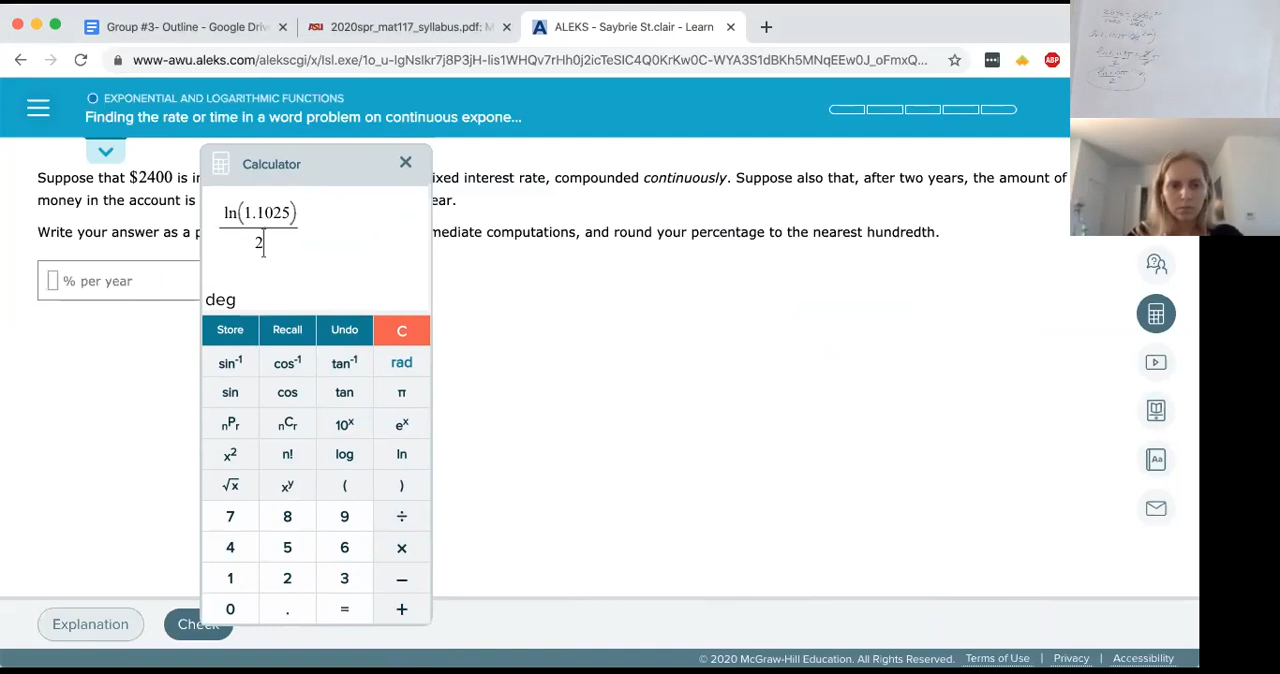 Group #3- Outline - Google Driv
2020spr_mat117_syllabus.pdf: M
ALEKS - Saybrie St.clair - Learn
www-awu.aleks.com/alekscgi/x/Isl.exe/1o_u-IgNsIkr7j8P3jH-lis1WHQv7rHh0j2icTeSIC4Q0KrKw0C-WYA3S1dBKh5MNqEEw0J_oFmxQ...
ABP
EXPONENTIAL AND LOGARITHMIC FUNCTIONS
Finding the rate or time in a word problem on continuous expone...
Suppose that $2400 is in
ixed interest rate, compounded continuously. Suppose also that, after two years, the amount of
money in the account is
ear.
Write your answer as a p
mediate computations, and round your percentage to the nearest hundredth.
% per year
Calculator
ln(1.1025)
2
deg
Store Recall Undo C
sin-1 cos-1 tan-1 rad
sin cos tan π
nPr nCr 10x ex
x2 n! log ln
√x xy ( )
7 8 9 ÷
4 5 6 ×
1 2 3 −
0 . = +
Aa
Explanation
Check
© 2020 McGraw-Hill Education. All Rights Reserved. Terms of Use | Privacy | Accessibility